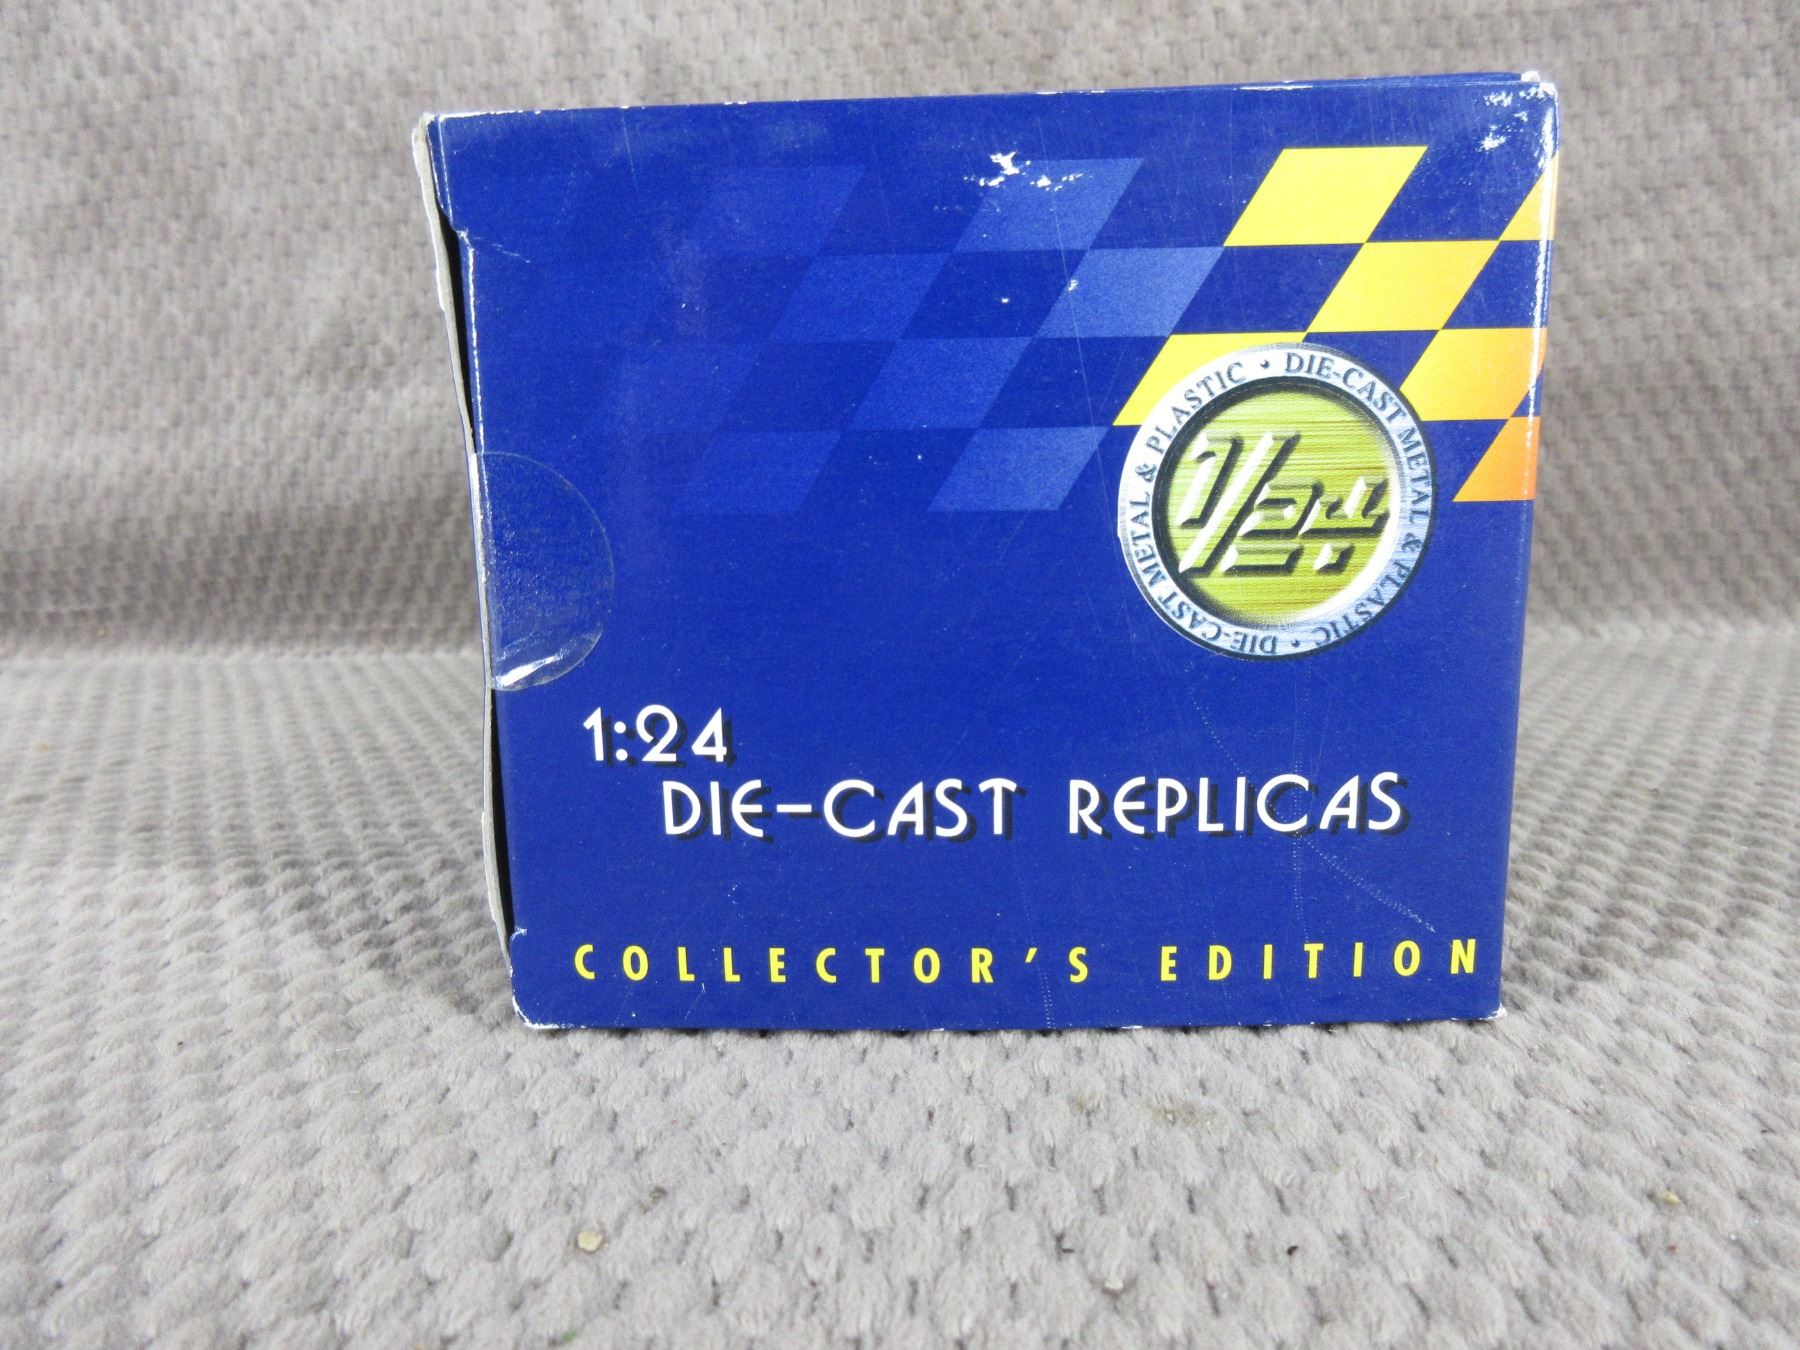 DIE-CAST METAL & PLASTIC • DIE-CAST METAL & PLASTIC •
1/24
1:24
DIE-CAST REPLICAS
COLLECTOR'S EDITION